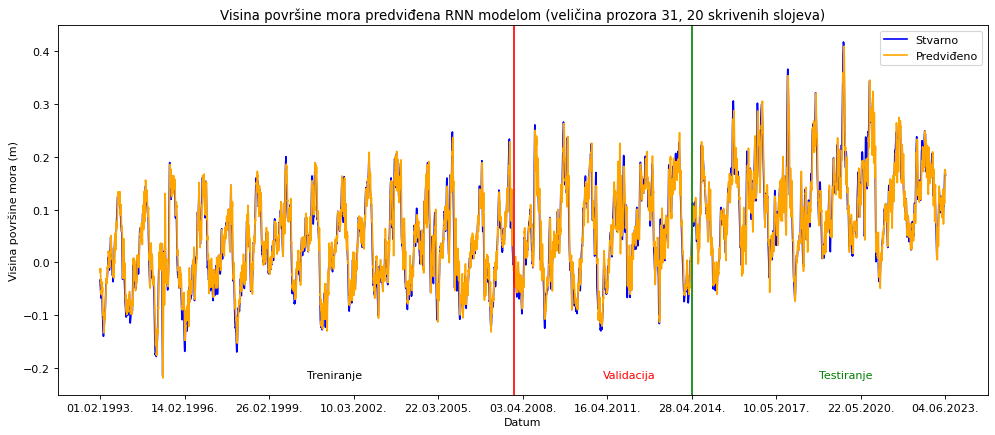 Visina površine mora predviđena RNN modelom (veličina prozora 31, 20 skrivenih slojeva)
Stvarno
Predviđeno
0.4
0.3
0.2
0.1
0.0
−0.1
−0.2
Visina površine mora (m)
Treniranje
Validacija
Testiranje
01.02.1993.
14.02.1996.
26.02.1999.
10.03.2002.
22.03.2005.
03.04.2008.
16.04.2011.
28.04.2014.
10.05.2017.
22.05.2020.
04.06.2023.
Datum